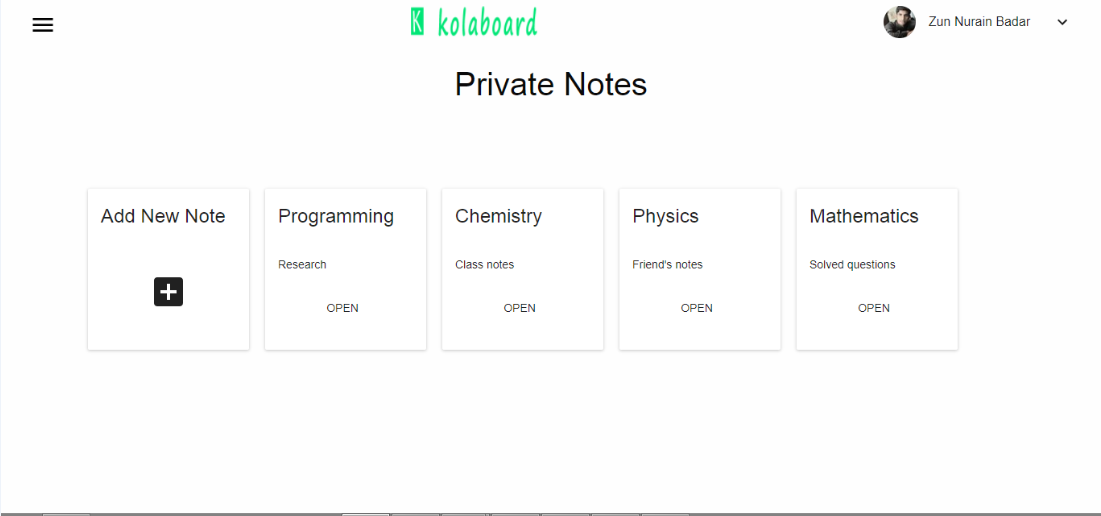 K kolaboard
Zun Nurain Badar
Private Notes
Add New Note
Programming
Research
OPEN
Chemistry
Class notes
OPEN
Physics
Friend's notes
OPEN
Mathematics
Solved questions
OPEN